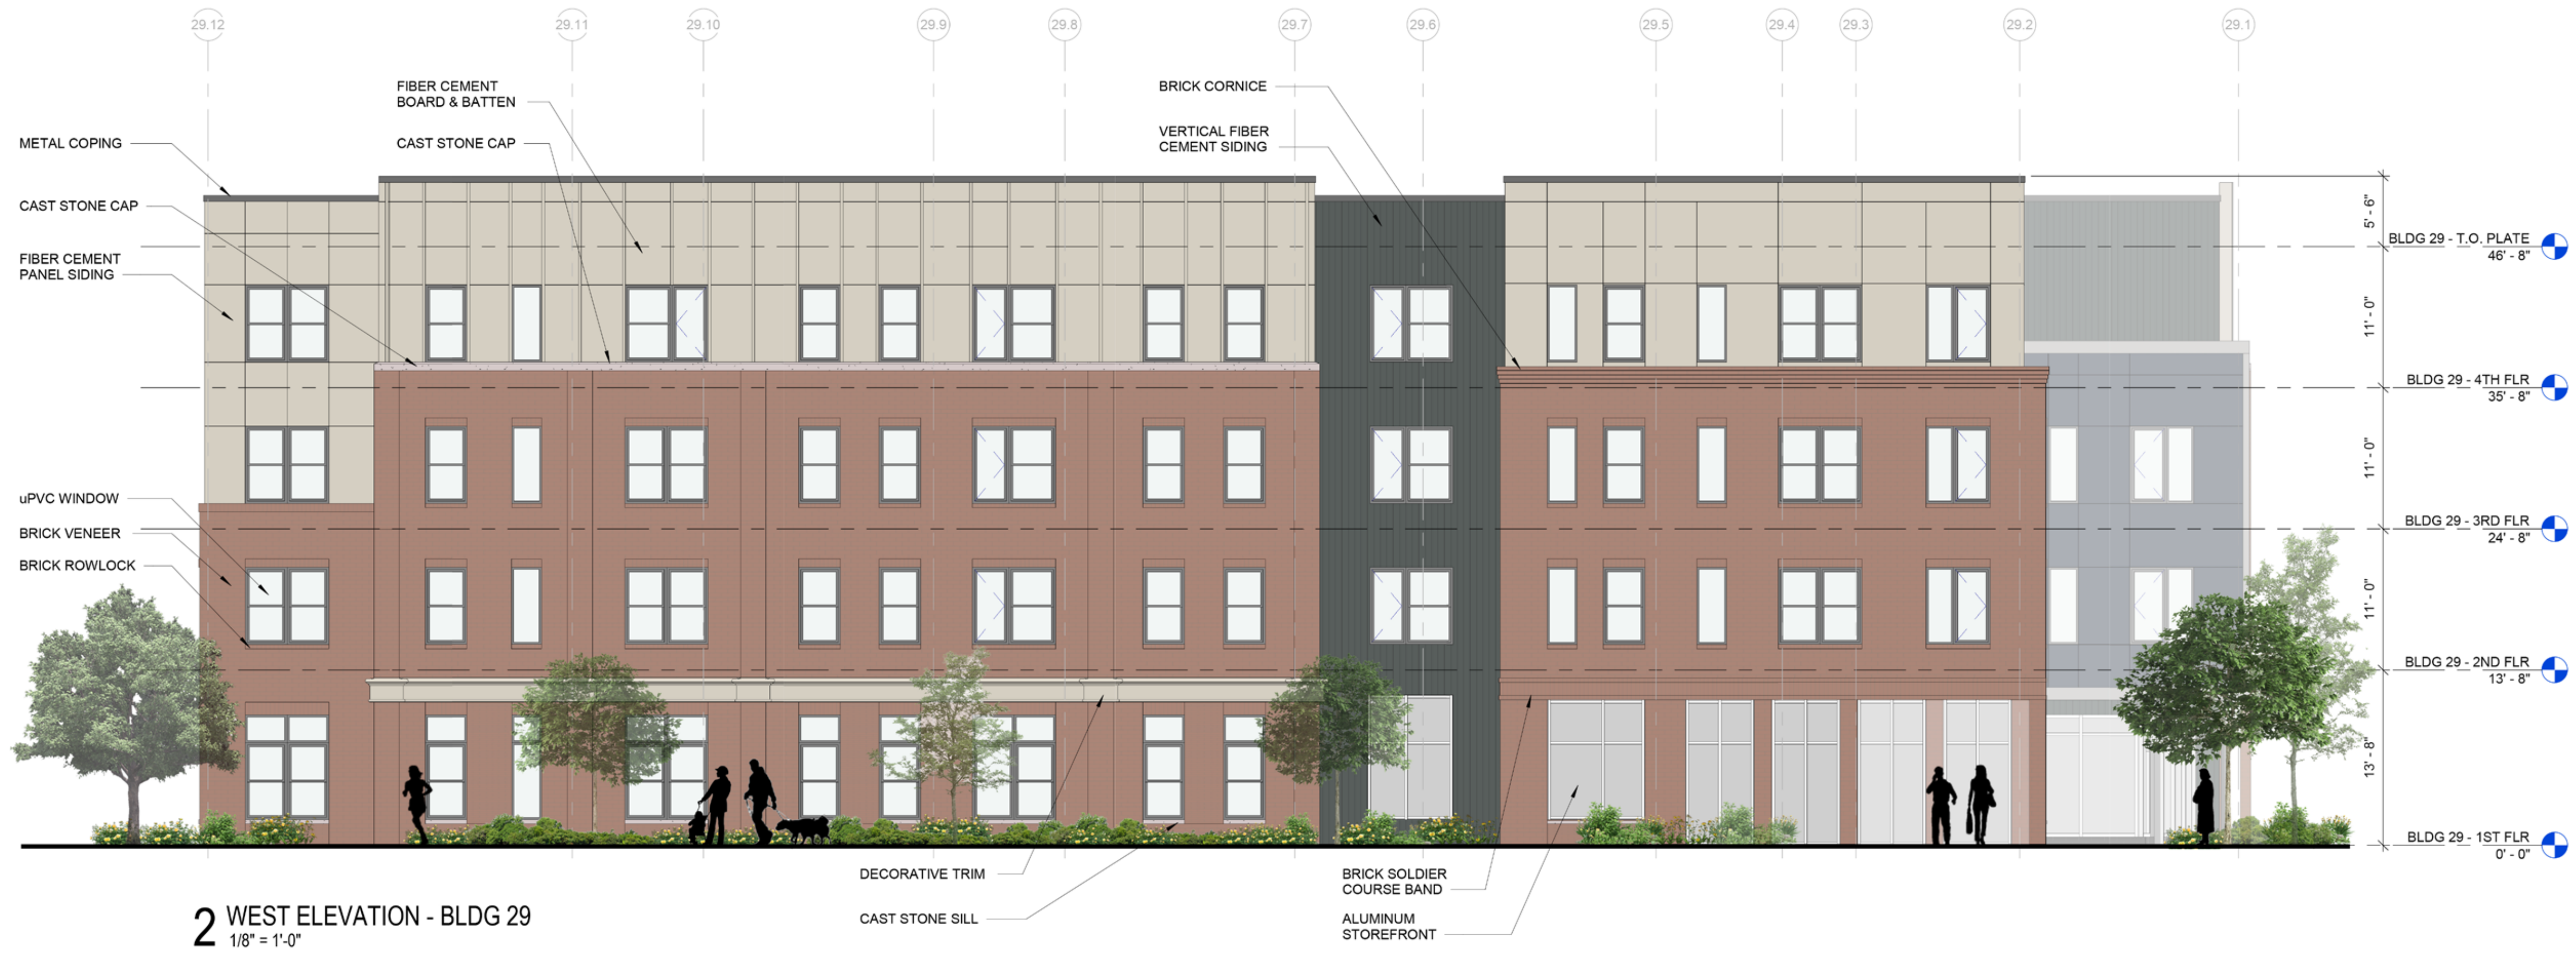 29.12
29.11
29.10
29.9
29.8
29.7
29.6
29.5
29.4
29.3
29.2
29.1
FIBER CEMENT
BOARD & BATTEN
CAST STONE CAP
METAL COPING
CAST STONE CAP
FIBER CEMENT
PANEL SIDING
uPVC WINDOW
BRICK VENEER
BRICK ROWLOCK
BRICK CORNICE
VERTICAL FIBER
CEMENT SIDING
5' - 6"
BLDG 29 - T.O. PLATE
46' - 8"
11' - 0"
BLDG 29 - 4TH FLR
35' - 8"
11' - 0"
BLDG 29 - 3RD FLR
24' - 8"
11' - 0"
BLDG 29 - 2ND FLR
13' - 8"
13' - 8"
BLDG 29 - 1ST FLR
0' - 0"
DECORATIVE TRIM
CAST STONE SILL
BRICK SOLDIER
COURSE BAND
ALUMINUM
STOREFRONT
2 WEST ELEVATION - BLDG 29
1/8" = 1'-0"